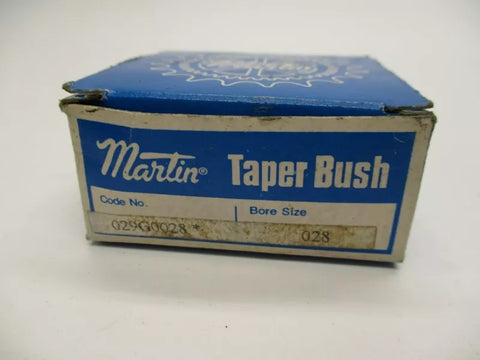 Martin® Taper Bush
Code No. Bore Size
029G0028 * 028